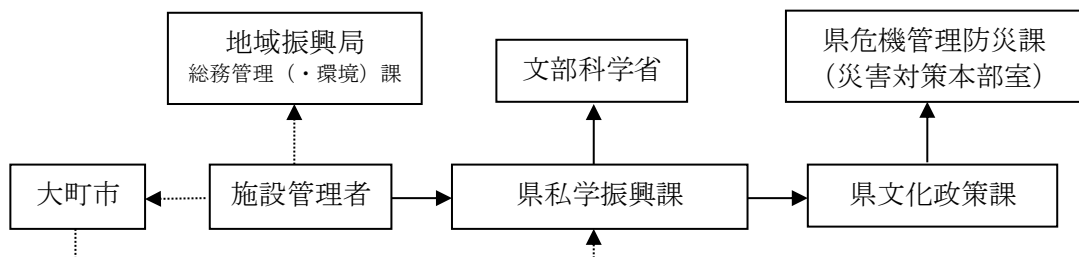 地域振興局
総務管理（・環境）課
文部科学省
県危機管理防災課
（災害対策本部室）
大町市
施設管理者
県私学振興課
県文化政策課